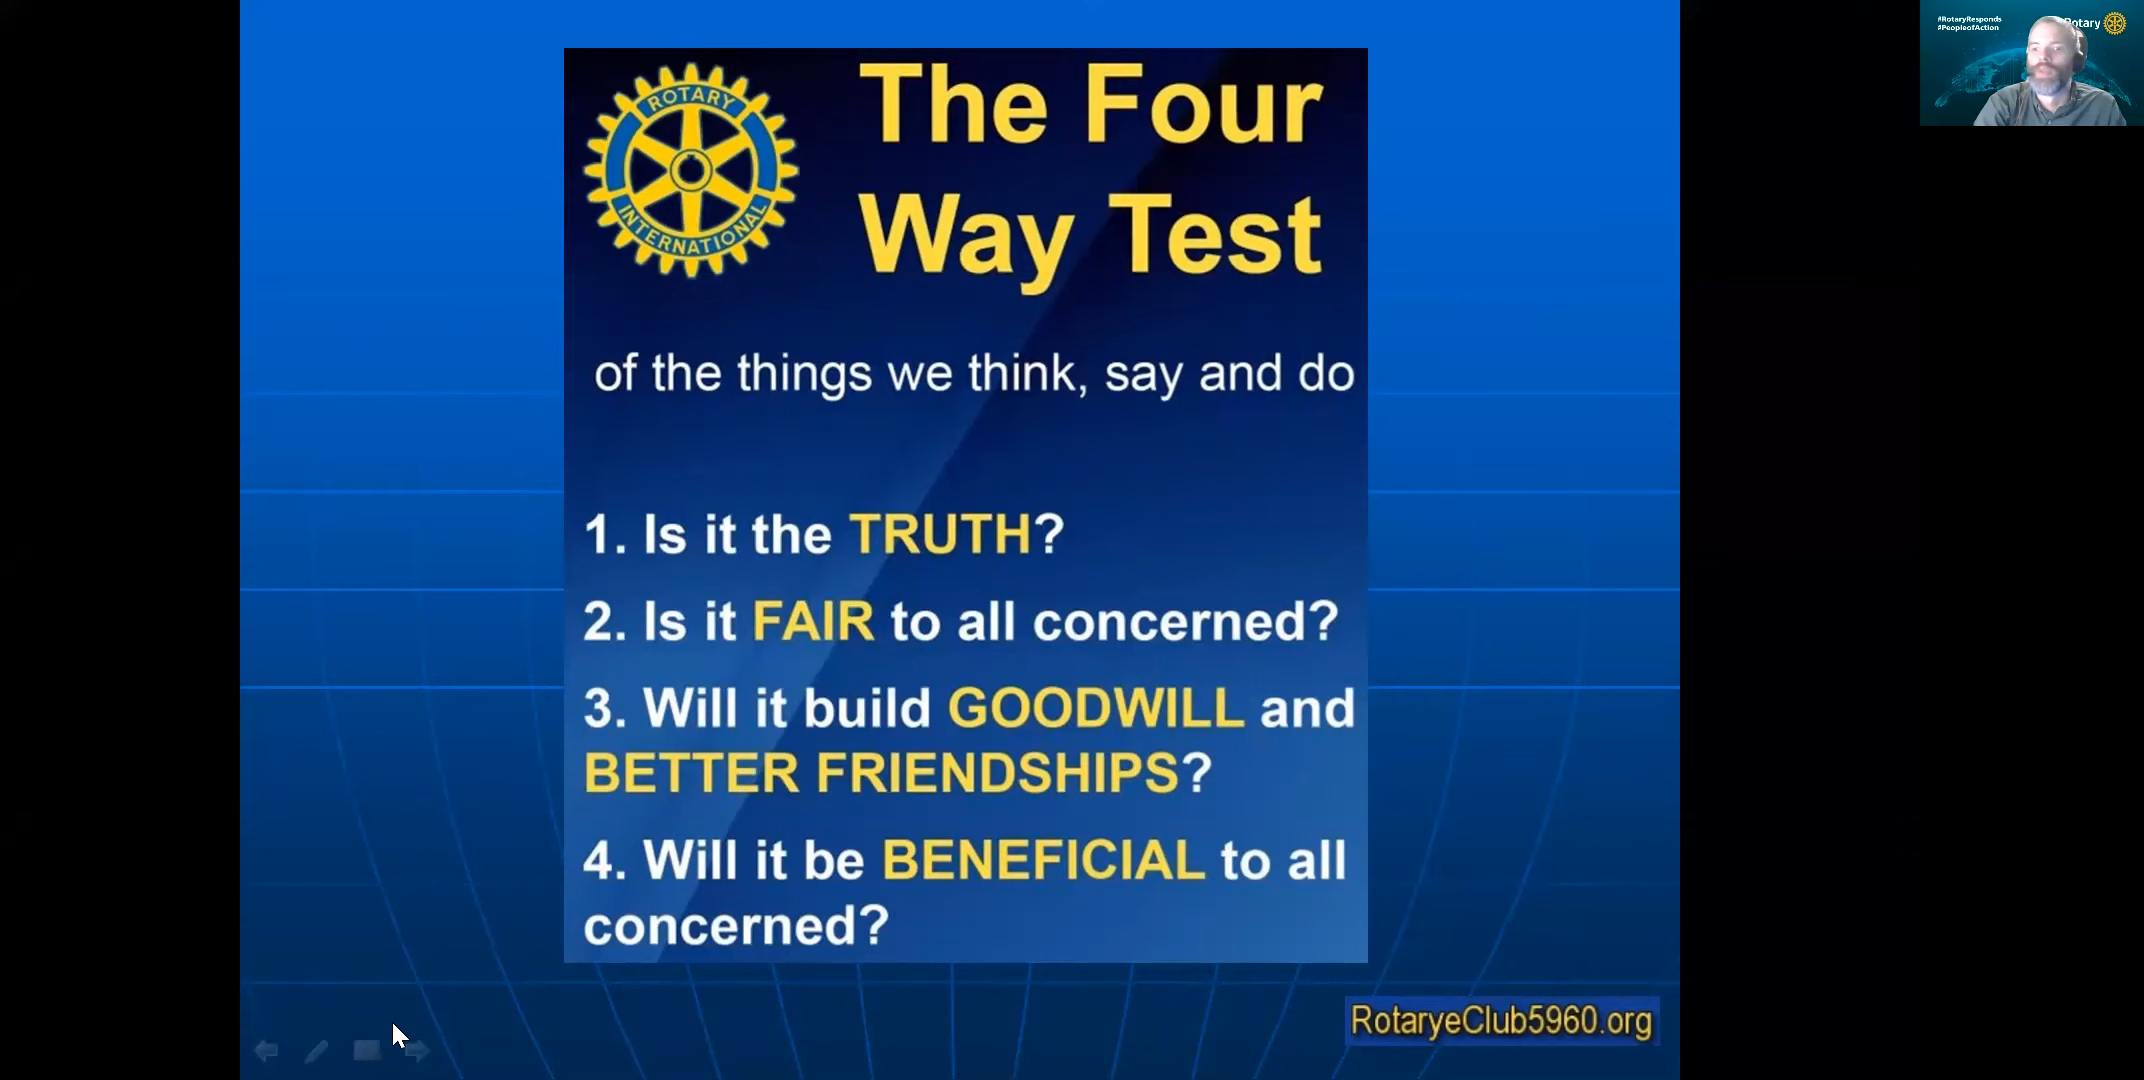 ROTARY
INTERNATIONAL
The Four
Way Test
of the things we think, say and do
1. Is it the TRUTH?
2. Is it FAIR to all concerned?
3. Will it build GOODWILL and
BETTER FRIENDSHIPS?
4. Will it be BENEFICIAL to all
concerned?
RotaryeClub5960.org
#RotaryResponds
#PeopleofAction
Rotary